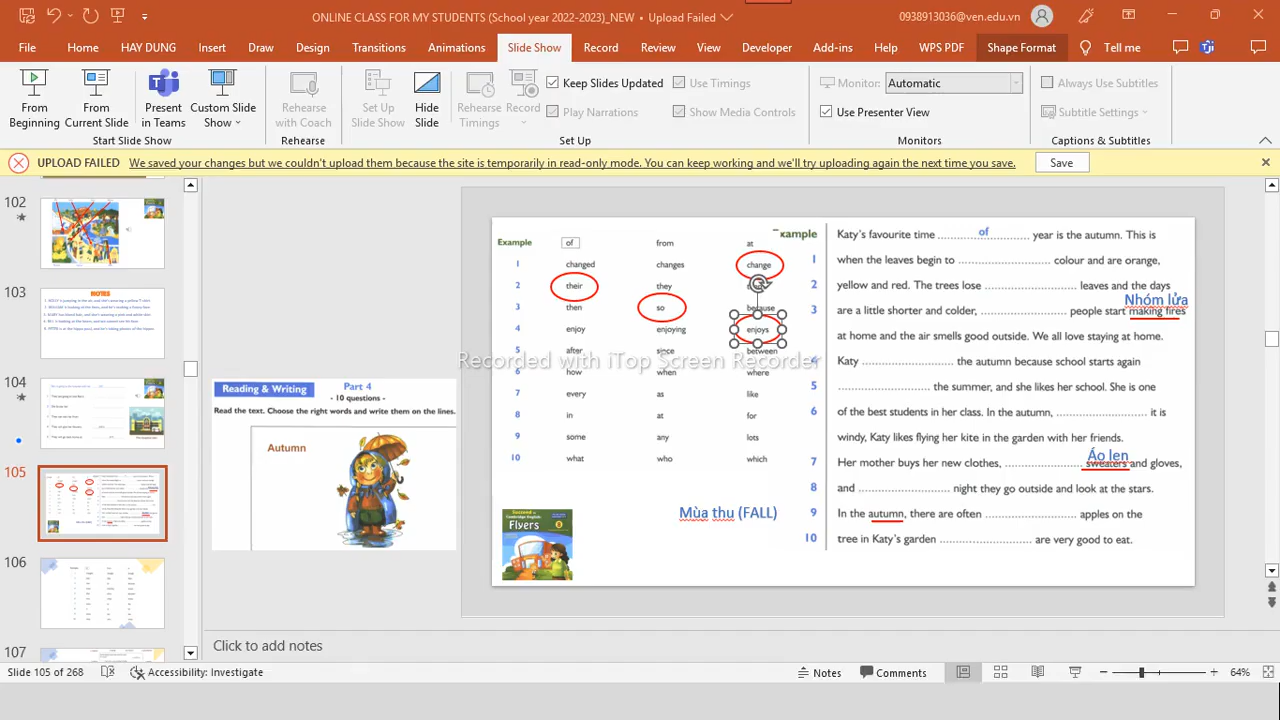 ONLINE CLASS FOR MY STUDENTS (School year 2022-2023)_NEW • Upload Failed
0938913036@ven.edu.vn
File Home HAY DUNG Insert Draw Design Transitions Animations Slide Show Record Review View Developer Add-ins Help WPS PDF Shape Format Tell me
From Beginning
From Current Slide
Present in Teams
Custom Slide Show
Rehearse with Coach
Set Up Slide Show
Hide Slide
Rehearse Timings
Record
Keep Slides Updated
Use Timings
Play Narrations
Show Media Controls
Monitor: Automatic
Use Presenter View
Always Use Subtitles
Subtitle Settings
Start Slide Show Rehearse Set Up Monitors Captions & Subtitles
UPLOAD FAILED We saved your changes but we couldn't upload them because the site is temporarily in read-only mode. You can keep working and we'll try uploading again the next time you save. Save
102
103
NOTES
104
105
106
107
Reading & Writing Part 4
- 10 questions -
Read the text. Choose the right words and write them on the lines.
Autumn
Example of from at
1 changed changes change
2 their they
3 then so because
4 enjoy enjoying enjoys
5 after since between
6 how when where
7 every as like
8 in at for
9 some any lots
10 what who which
Succeed in Cambridge English
Flyers
Mùa thu (FALL)
xample Katy's favourite time of year is the autumn. This is
1 when the leaves begin to .......................... colour and are orange,
2 yellow and red. The trees lose .......................... leaves and the days
Nhóm lửa
3 are a little shorter and colder, .......................... people start making fires
at home and the air smells good outside. We all love staying at home.
4 Katy .......................... the autumn because school starts again
5 .......................... the summer, and she likes her school. She is one
6 of the best students in her class. In the autumn, .......................... it is
windy, Katy likes flying her kite in the garden with her friends.
Áo len
7 Her mother buys her new clothes, .......................... sweaters and gloves,
8 and .......................... night they go outside and look at the stars.
9 In the autumn, there are often .......................... apples on the
10 tree in Katy's garden .......................... are very good to eat.
Recorded with iTop Screen Recorder
Click to add notes
Slide 105 of 268 Accessibility: Investigate Notes Comments 64%